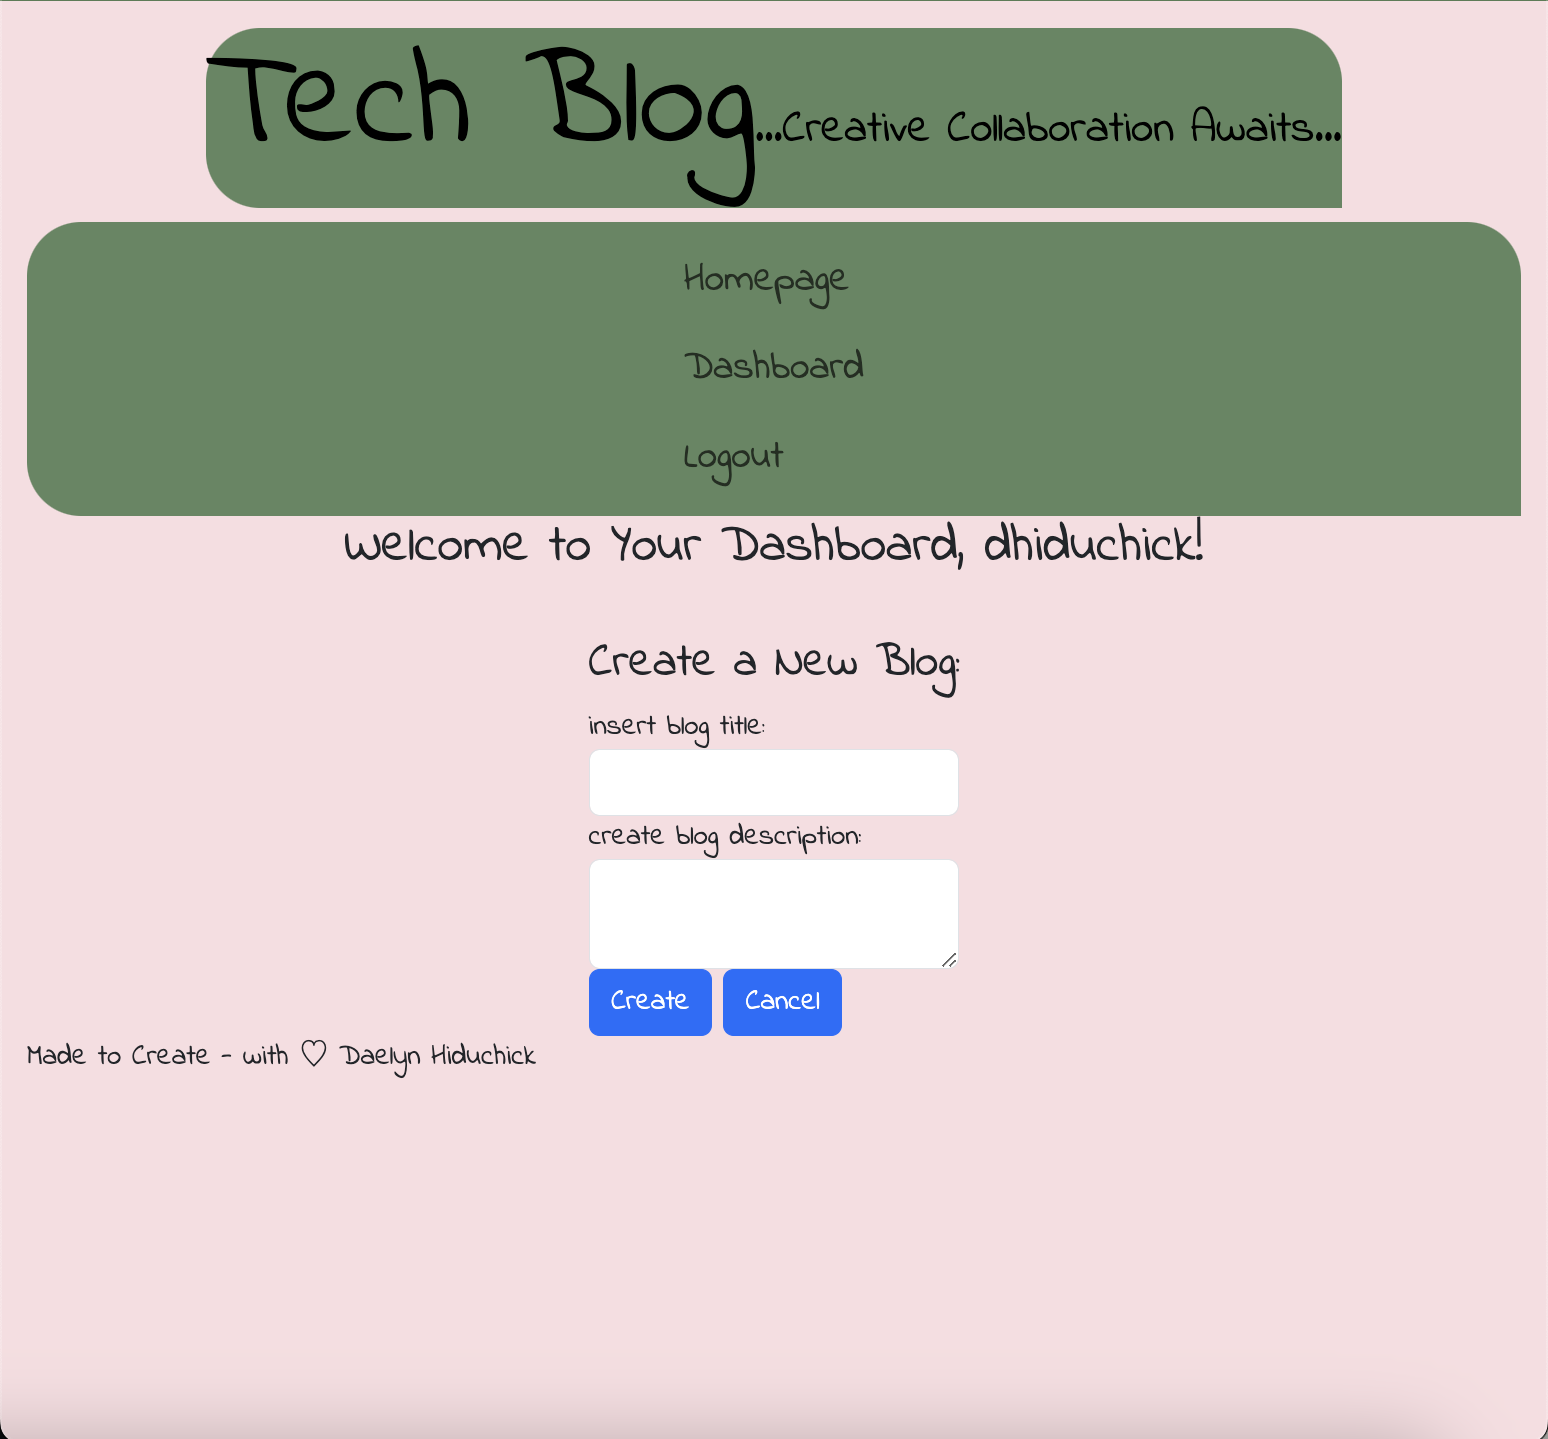 Tech Blog...Creative Collaboration Awaits...
Homepage
Dashboard
Logout
Welcome to Your Dashboard, dhiduchick!
Create a New Blog:
insert blog title:
create blog description:
Create Cancel
Made to Create - with ♡ Daelyn Hiduchick